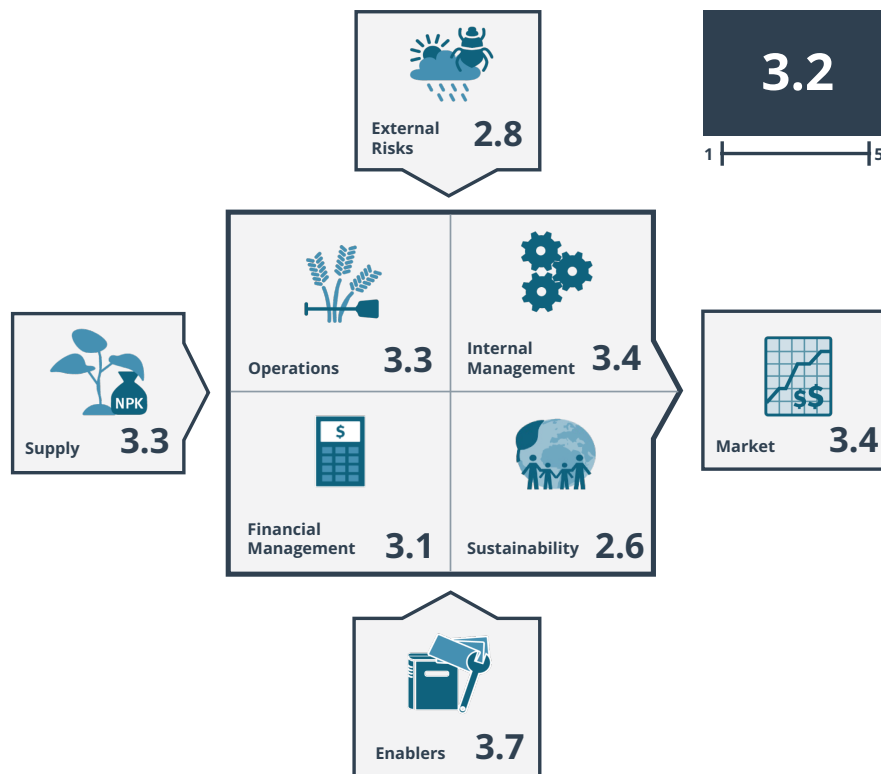 External
Risks
2.8
3.2
1
5
Operations
3.3
Internal
Management
3.4
NPK
Supply
3.3
$
$$
Market
3.4
Financial
Management
3.1
Sustainability
2.6
Enablers
3.7